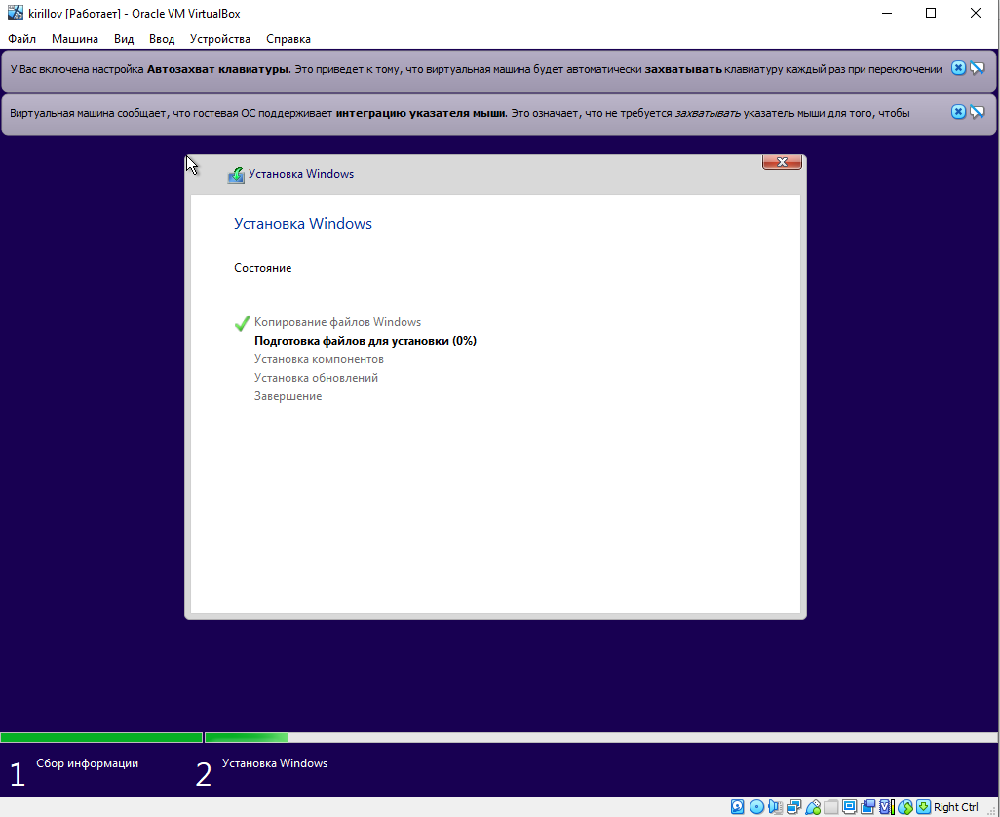 kirillov [Работает] - Oracle VM VirtualBox
Файл Машина Вид Ввод Устройства Справка
У Вас включена настройка Автозахват клавиатуры. Это приведет к тому, что виртуальная машина будет автоматически захватывать клавиатуру каждый раз при переключении
Виртуальная машина сообщает, что гостевая ОС поддерживает интеграцию указателя мыши. Это означает, что не требуется захватывать указатель мыши для того, чтобы
Установка Windows
Установка Windows
Состояние
Копирование файлов Windows
Подготовка файлов для установки (0%)
Установка компонентов
Установка обновлений
Завершение
1 Сбор информации 2 Установка Windows
Right Ctrl